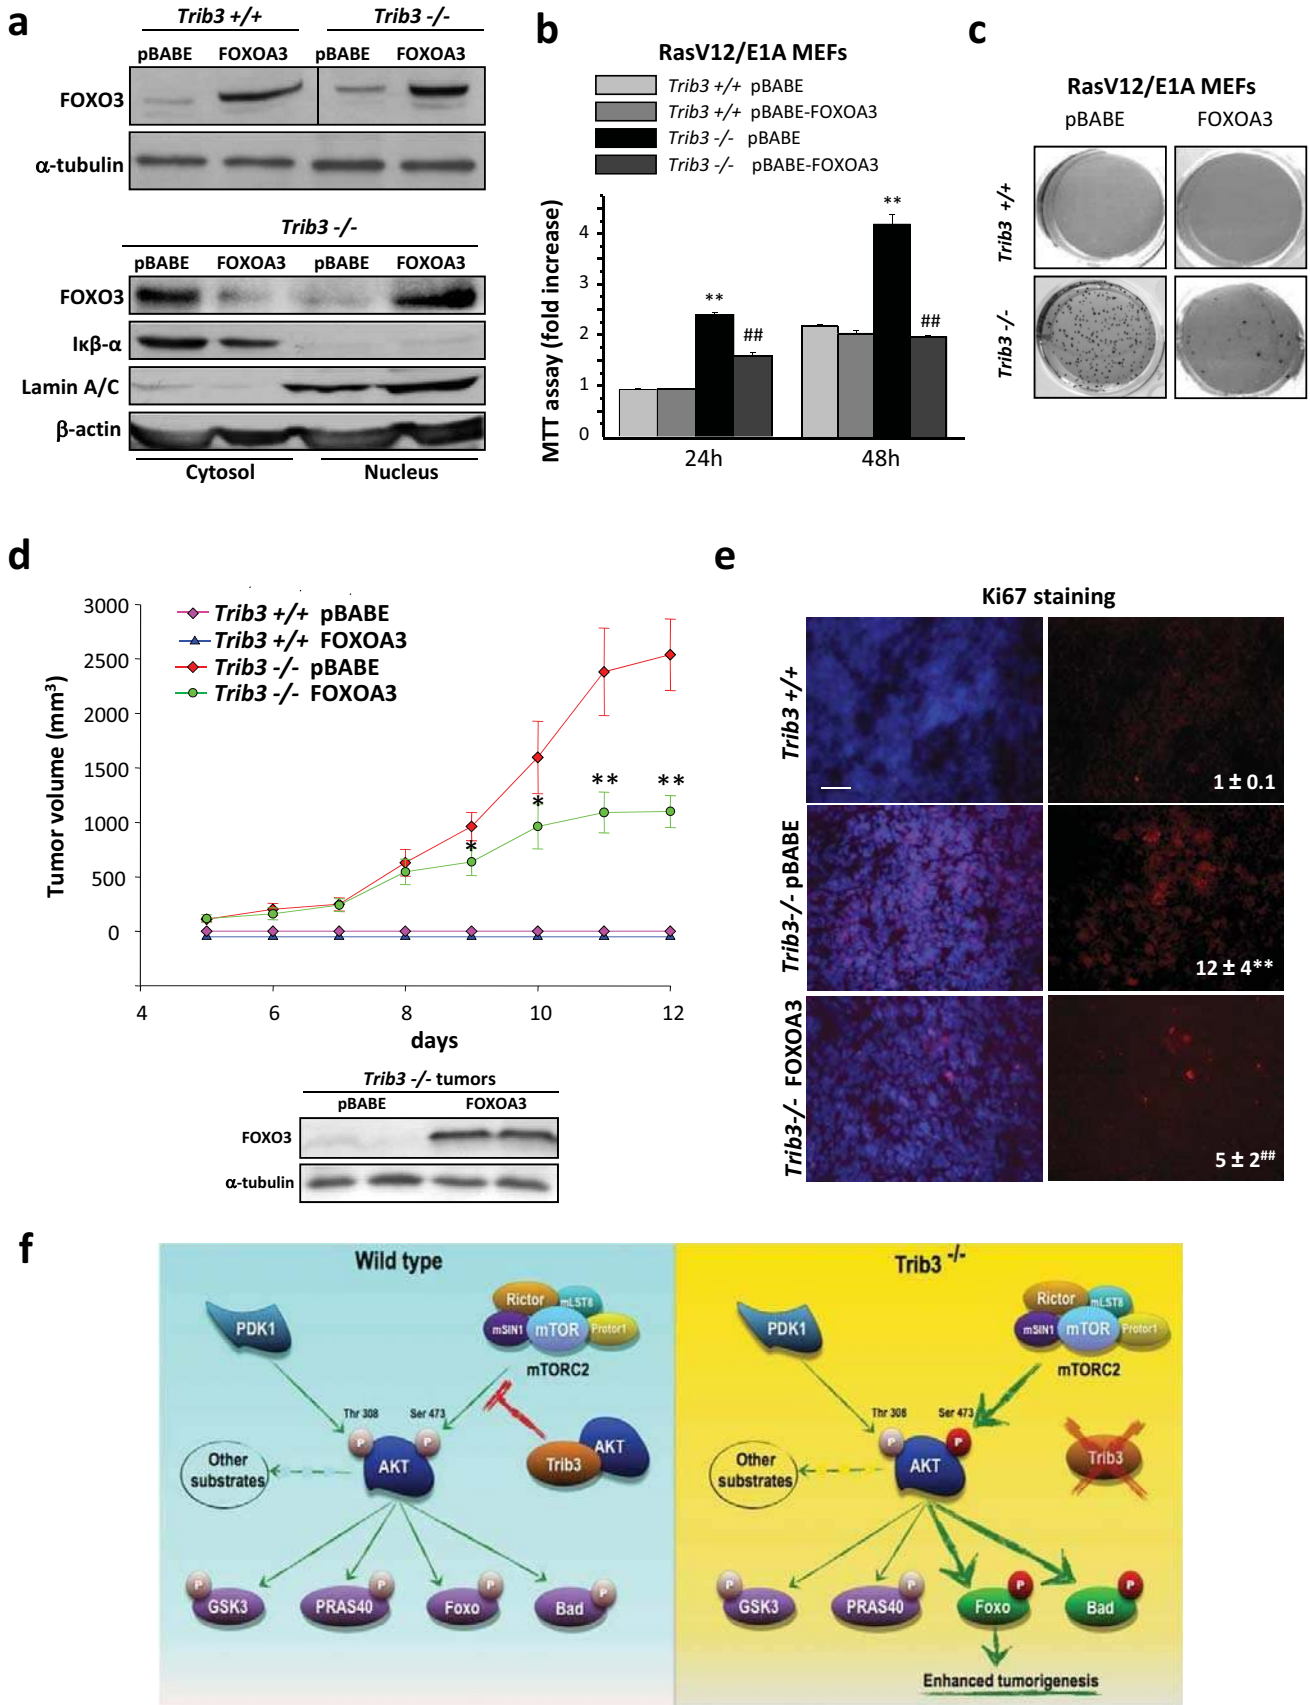 a
Trib3 +/+ Trib3 -/-
pBABE FOXOA3 pBABE FOXOA3
FOXO3
α-tubulin
Trib3 -/-
pBABE FOXOA3 pBABE FOXOA3
FOXO3
Iκβ-α
Lamin A/C
β-actin
Cytosol Nucleus
b
RasV12/E1A MEFs
Trib3 +/+ pBABE
Trib3 +/+ pBABE-FOXOA3
Trib3 -/- pBABE
Trib3 -/- pBABE-FOXOA3
MTT assay (fold increase)
4
3
2
1
0
** ## ** ##
24h 48h
c
RasV12/E1A MEFs
pBABE FOXOA3
Trib3 +/+
Trib3 -/-
d
Tumor volume (mm³)
3000
2500
2000
1500
1000
500
0
Trib3 +/+ pBABE
Trib3 +/+ FOXOA3
Trib3 -/- pBABE
Trib3 -/- FOXOA3
* * ** **
4 6 8 10 12
days
Trib3 -/- tumors
pBABE FOXOA3
FOXO3
α-tubulin
e
Ki67 staining
Trib3 +/+
1 ± 0.1
Trib3-/- pBABE
12 ± 4**
Trib3-/- FOXOA3
5 ± 2##
f
Wild type
PDK1
Rictor mLST8
mSIN1 mTOR Protor1
mTORC2
Thr 308 Ser 473
P P
AKT
AKT
Trib3
Other
substrates
P P P P
GSK3 PRAS40 Foxo Bad
Trib3 -/-
PDK1
Rictor mLST8
mSIN1 mTOR Protor1
mTORC2
Thr 308 Ser 473
P P
AKT
Trib3
Other
substrates
P P P P
GSK3 PRAS40 Foxo Bad
Enhanced tumorigenesis